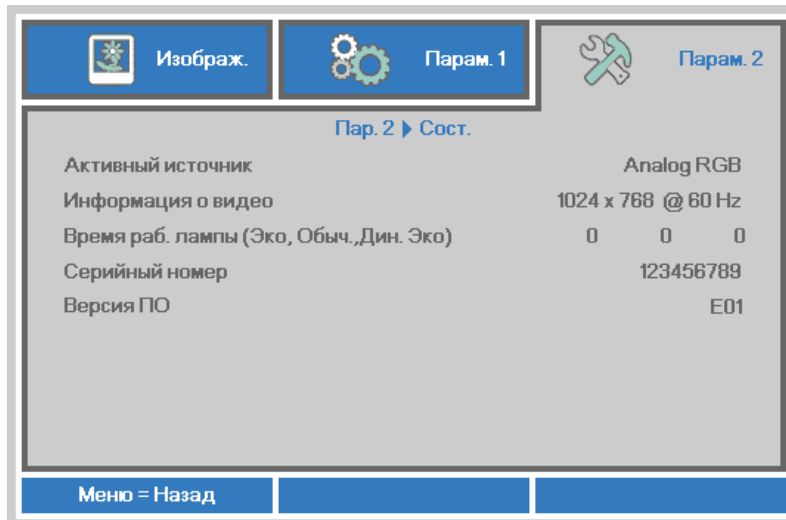 Изображ. Парам. 1 Парам. 2
Пар. 2 Сост.
Активный источник Analog RGB
Информация о видео 1024 x 768 @ 60 Hz
Время раб. лампы (Эко, Обыч.,Дин. Эко) 0 0 0
Серийный номер 123456789
Версия ПО E01
Меню = Назад